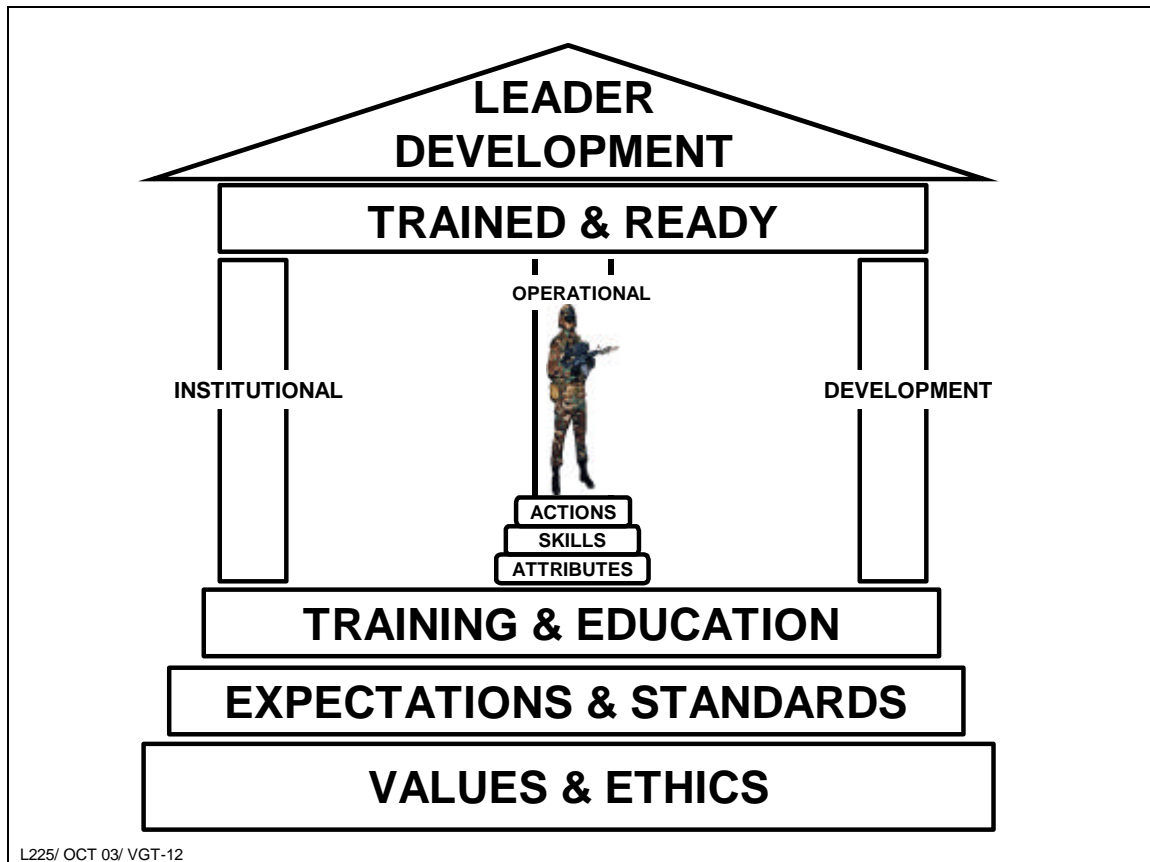 LEADER
DEVELOPMENT
TRAINED & READY
OPERATIONAL
INSTITUTIONAL
DEVELOPMENT
ACTIONS
SKILLS
ATTRIBUTES
TRAINING & EDUCATION
EXPECTATIONS & STANDARDS
VALUES & ETHICS
L225/ OCT 03/ VGT-12